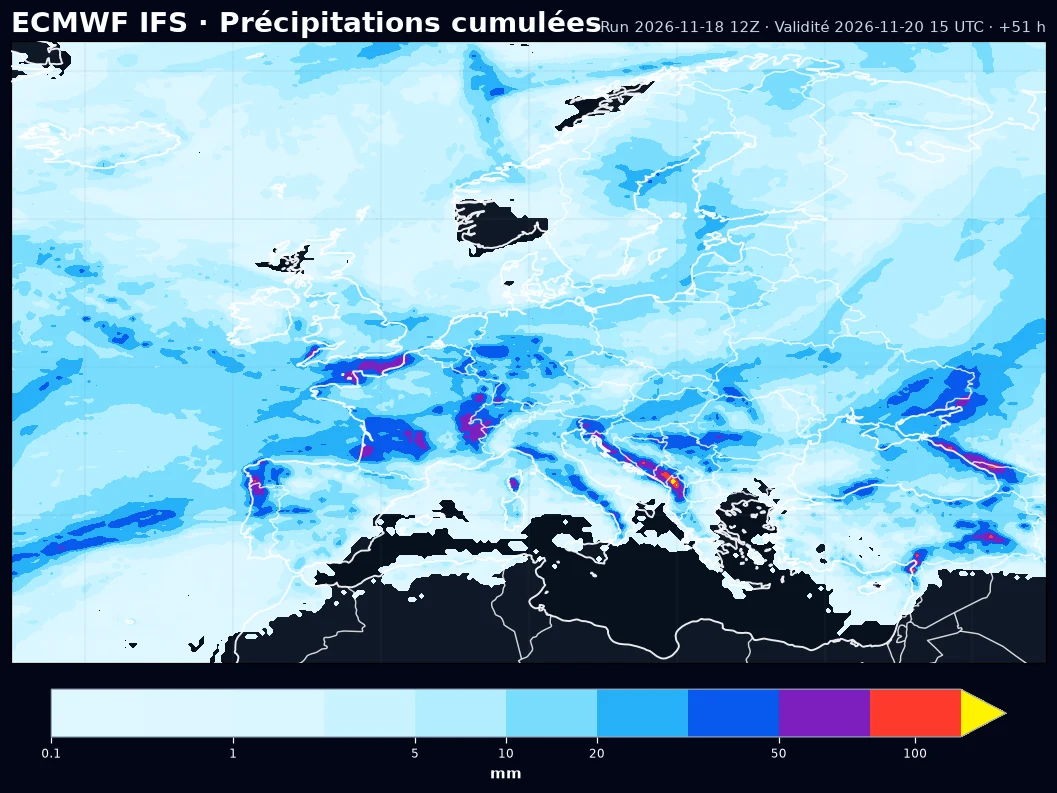 ECMWF IFS · Précipitations cumulées
Run 2026-11-18 12Z · Validité 2026-11-20 15 UTC · +51 h
0.1 1 5 10 20 50 100
mm